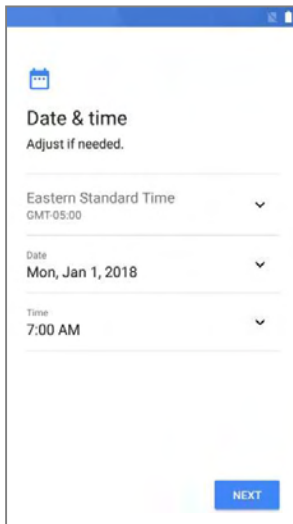 Date & time
Adjust if needed.
Eastern Standard Time
GMT-05:00
Date
Mon, Jan 1, 2018
Time
7:00 AM
NEXT